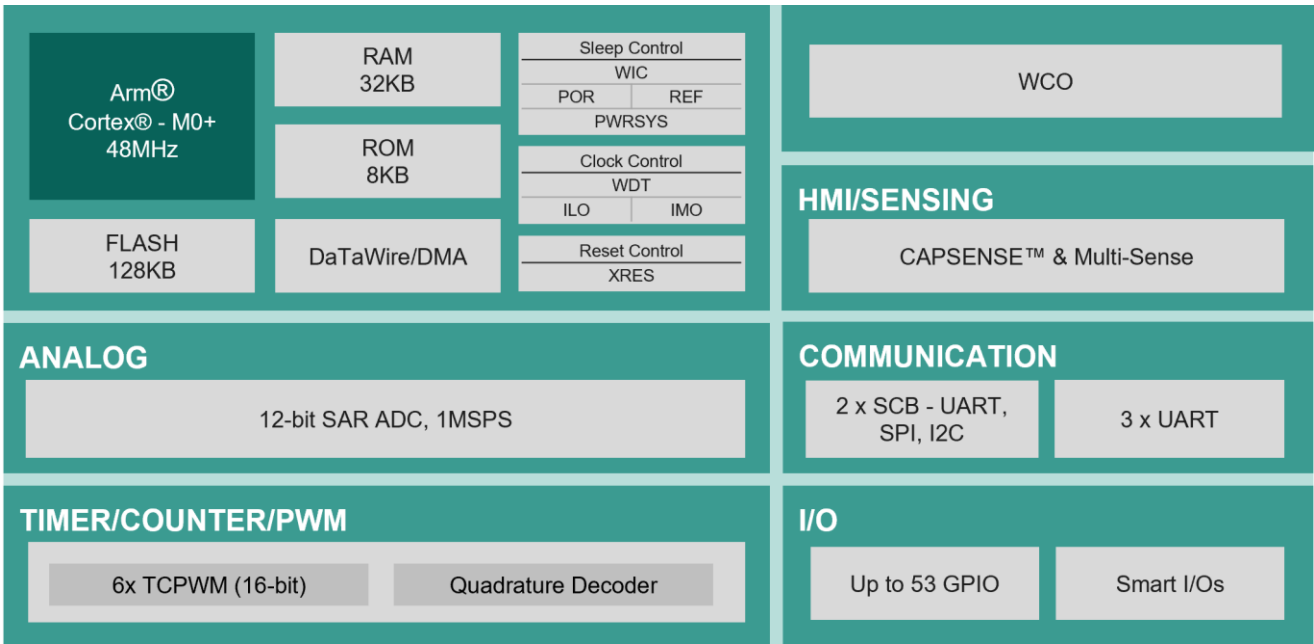 Arm®
Cortex® - M0+
48MHz
RAM
32KB
ROM
8KB
FLASH
128KB
DaTaWire/DMA
Sleep Control
WIC
POR REF
PWRSYS
Clock Control
WDT
ILO IMO
Reset Control
XRES
WCO
HMI/SENSING
CAPSENSE™ & Multi-Sense
ANALOG
12-bit SAR ADC, 1MSPS
COMMUNICATION
2 x SCB - UART,
SPI, I2C
3 x UART
TIMER/COUNTER/PWM
6x TCPWM (16-bit)
Quadrature Decoder
I/O
Up to 53 GPIO
Smart I/Os